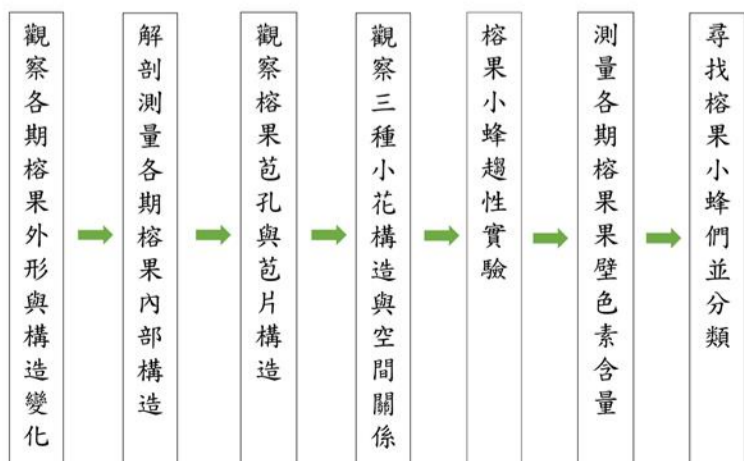 觀察各期榕果外形與構造變化
解剖測量各期榕果內部構造
觀察榕果苞孔與苞片構造
觀察三種小花構造與空間關係
榕果小蜂趨性實驗
測量各期榕果果壁色素含量
尋找榕果小蜂們並分類